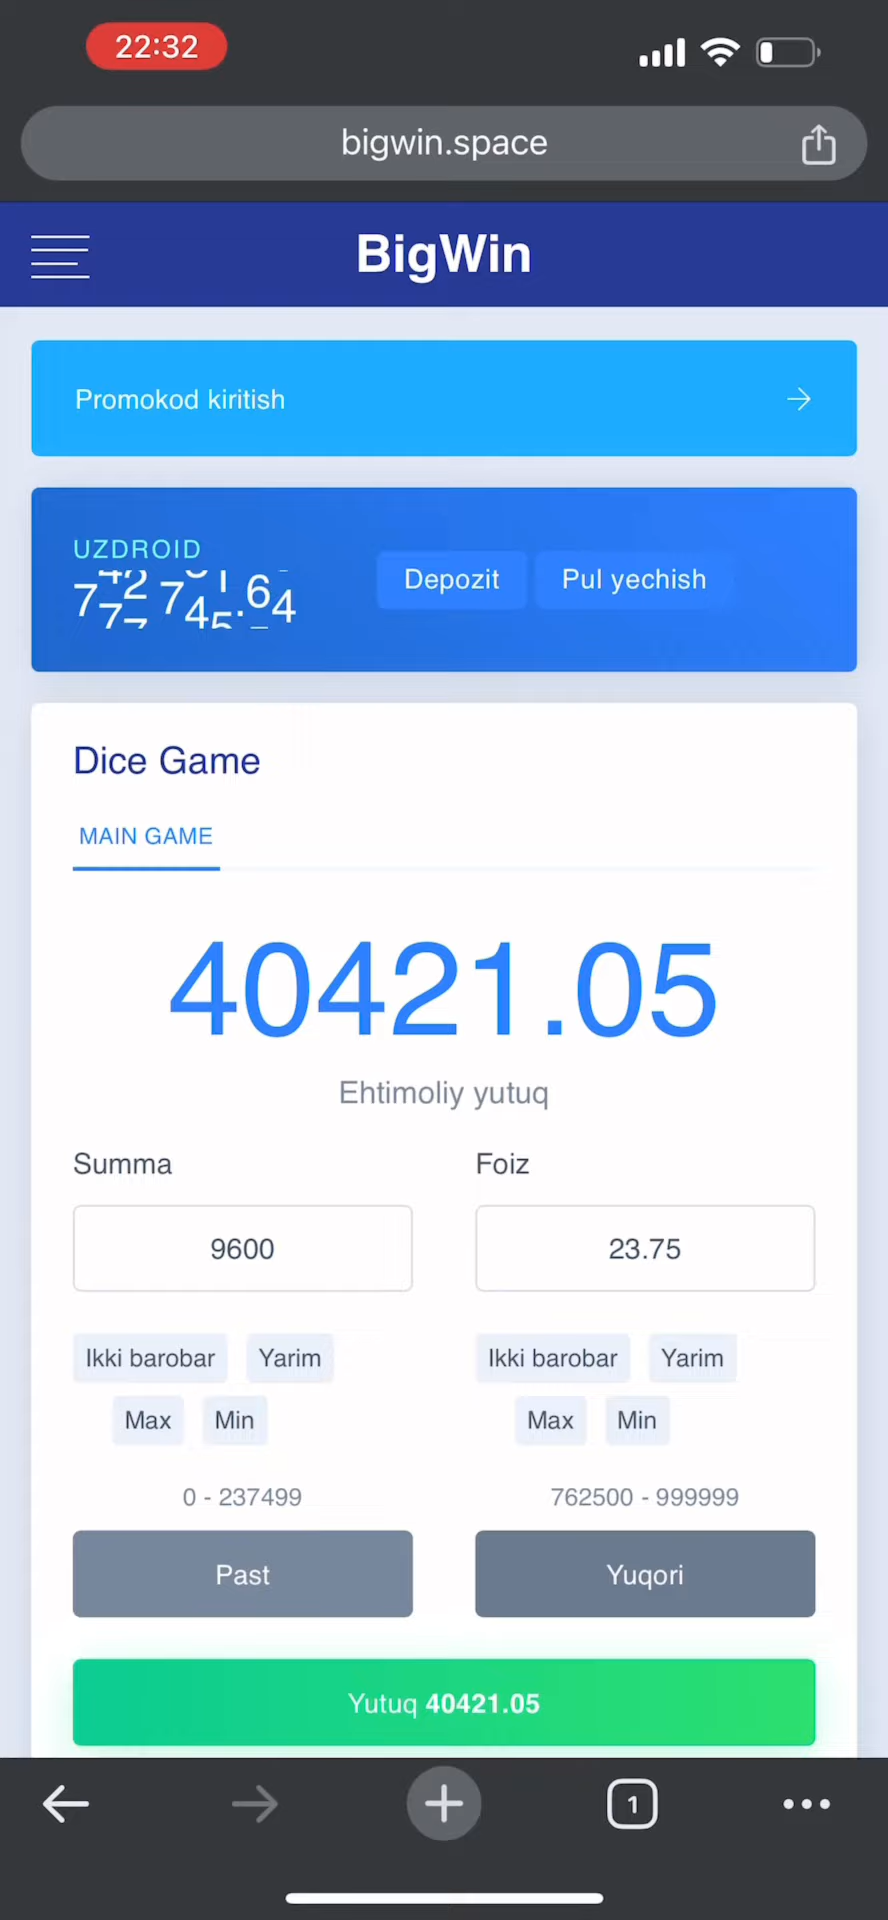 22:32
bigwin.space
BigWin
Promokod kiritish
UZDROID
Depozit
Pul yechish
Dice Game
MAIN GAME
40421.05
Ehtimoliy yutuq
Summa
Foiz
9600
23.75
Ikki barobar
Yarim
Ikki barobar
Yarim
Max
Min
Max
Min
0 - 237499
762500 - 999999
Past
Yuqori
Yutuq 40421.05
1